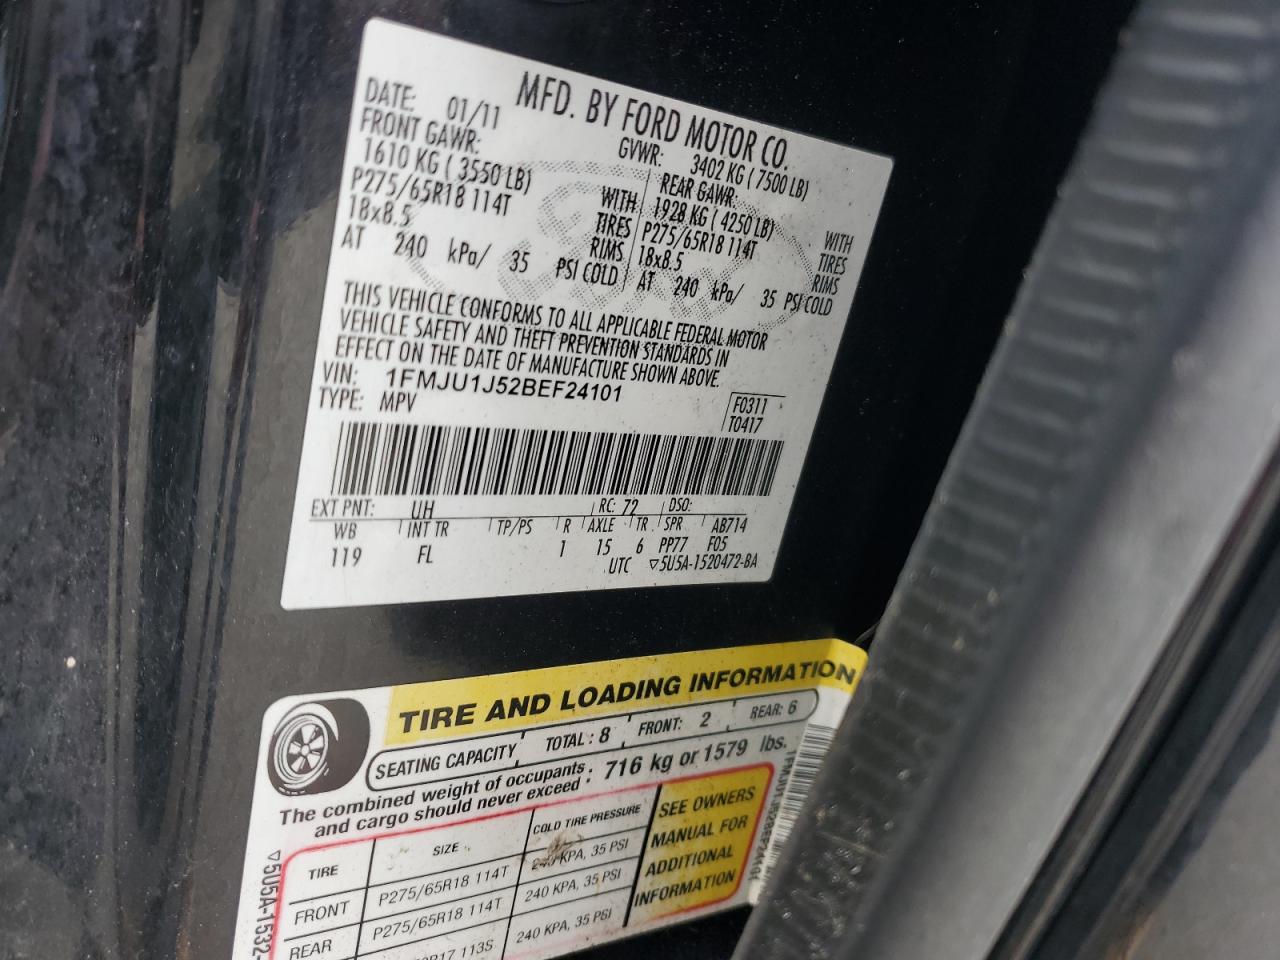 MFD. BY FORD MOTOR CO.
DATE: 01/11 GVWR: 3402 KG ( 7500 LB)
FRONT GAWR: REAR GAWR:
1610 KG ( 3550 LB) WITH 1928 KG ( 4250 LB) WITH
P275/65R18 114T TIRES P275/65R18 114T TIRES
18x8.5 RIMS 18x8.5 RIMS
AT 240 kPa/ 35 PSI COLD AT 240 kPa/ 35 PSI COLD
THIS VEHICLE CONFORMS TO ALL APPLICABLE FEDERAL MOTOR
VEHICLE SAFETY AND THEFT PREVENTION STANDARDS IN
EFFECT ON THE DATE OF MANUFACTURE SHOWN ABOVE.
VIN: 1FMJU1J52BEF24101
TYPE: MPV
F0311
T0417
EXT PNT: UH RC: 72 DSO:
WB INT TR TP/PS R AXLE TR SPR AB714
119 FL 1 15 6 PP77 F05
UTC ▽5U5A-1520472-BA
TIRE AND LOADING INFORMATION
SEATING CAPACITY TOTAL : 8 FRONT: 2 REAR: 6
The combined weight of occupants
and cargo should never exceed : 716 kg or 1579 lbs.
TIRE SIZE COLD TIRE PRESSURE
FRONT P275/65R18 114T 240 KPA, 35 PSI
REAR P275/65R18 114T 240 KPA, 35 PSI
R17 113S 240 KPA, 35 PSI
SEE OWNERS
MANUAL FOR
ADDITIONAL
INFORMATION
▽5U5A-1532-
1FMJU1J52BEF24101